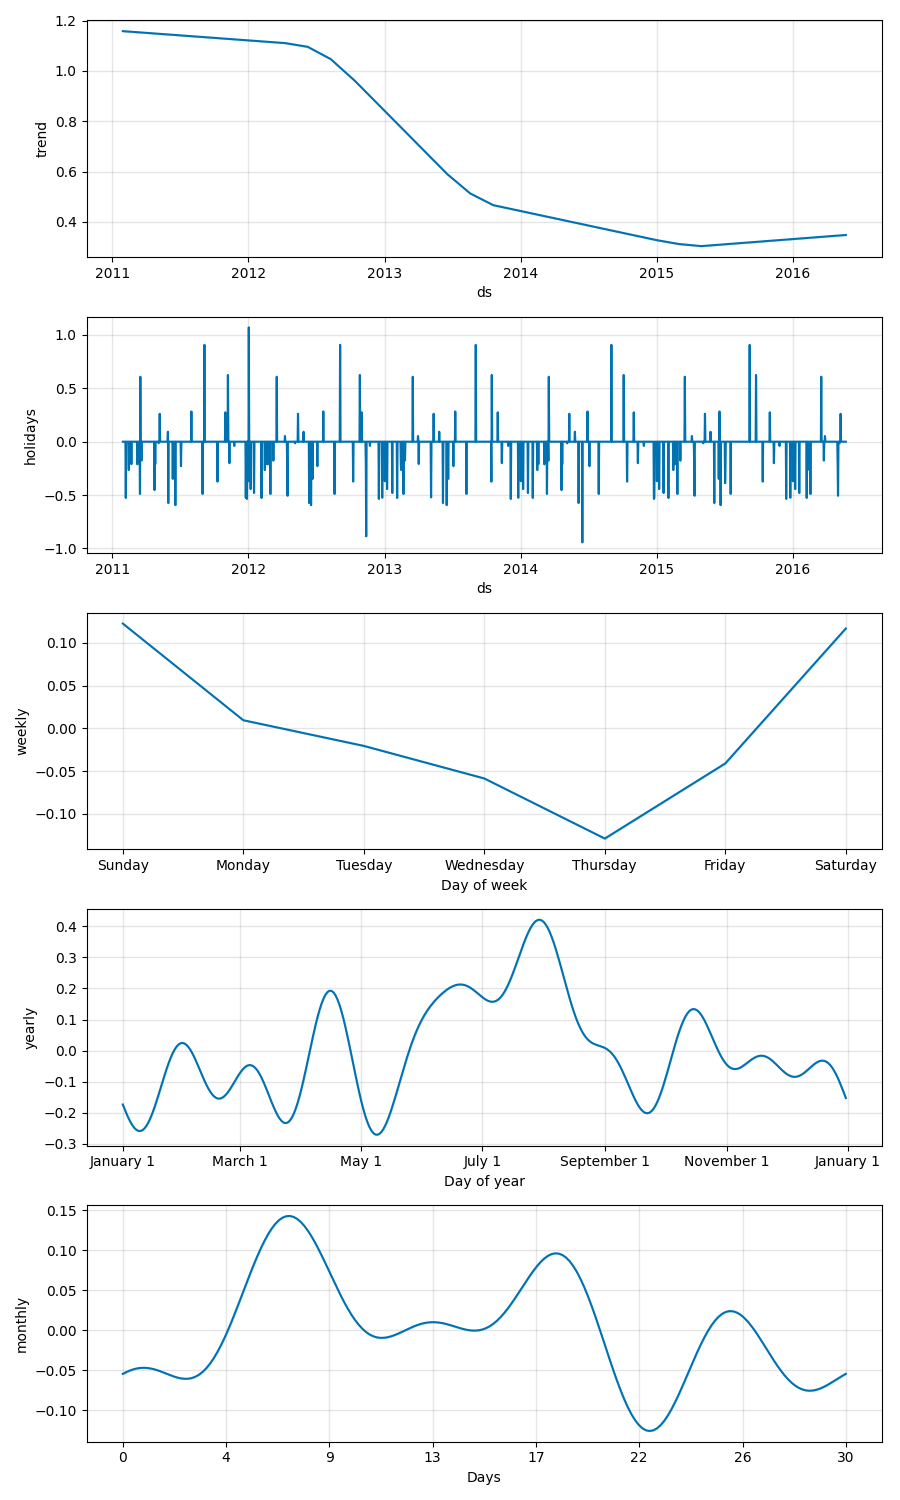 1.2
1.0
0.8
0.6
0.4
trend
2011 2012 2013 2014 2015 2016
ds
1.0
0.5
0.0
−0.5
−1.0
holidays
2011 2012 2013 2014 2015 2016
ds
0.10
0.05
0.00
−0.05
−0.10
weekly
Sunday Monday Tuesday Wednesday Thursday Friday Saturday
Day of week
0.4
0.3
0.2
0.1
0.0
−0.1
−0.2
−0.3
yearly
January 1 March 1 May 1 July 1 September 1 November 1 January 1
Day of year
0.15
0.10
0.05
0.00
−0.05
−0.10
monthly
0 4 9 13 17 22 26 30
Days